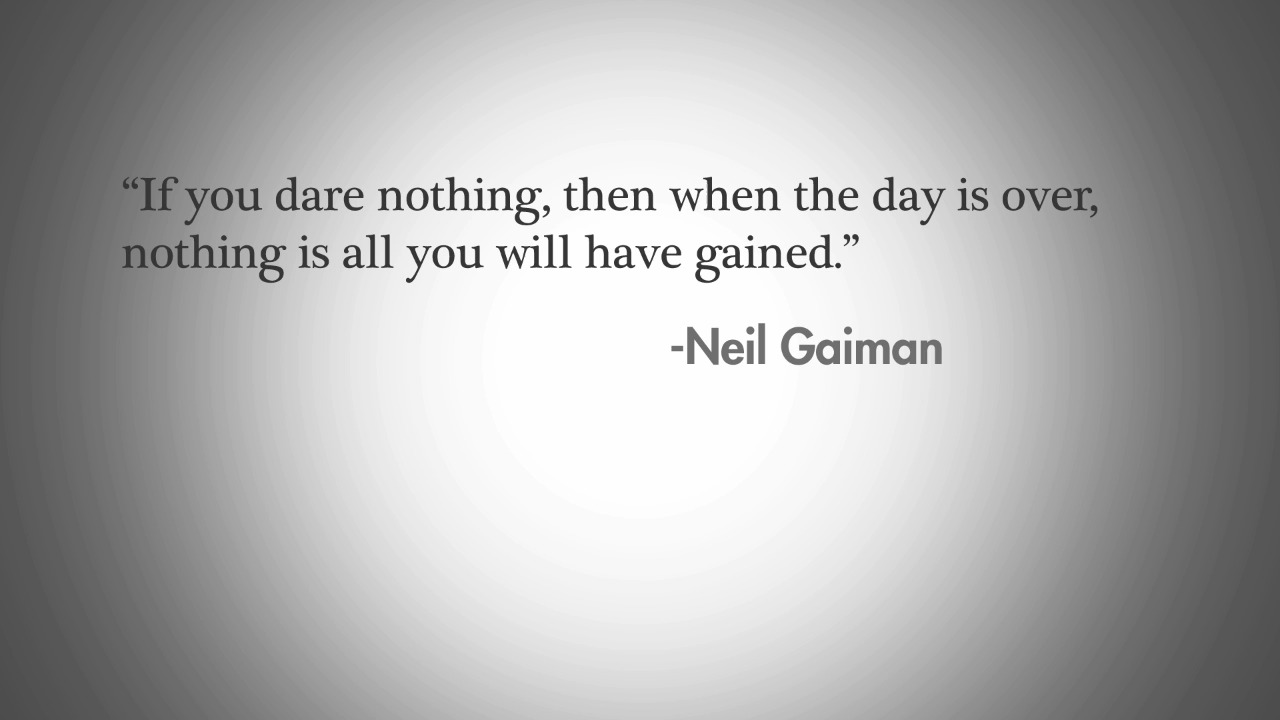 “If you dare nothing, then when the day is over,
nothing is all you will have gained.”
-Neil Gaiman